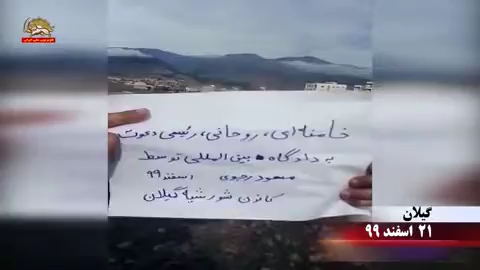 خامنه‌ای، روحانی، رئیسی دعوت
به دادگاه بین المللی توسط
مسعود رجوی اسفند ۹۹
کانون شورشی گیلان
گیلان
۲۱ اسفند ۹۹